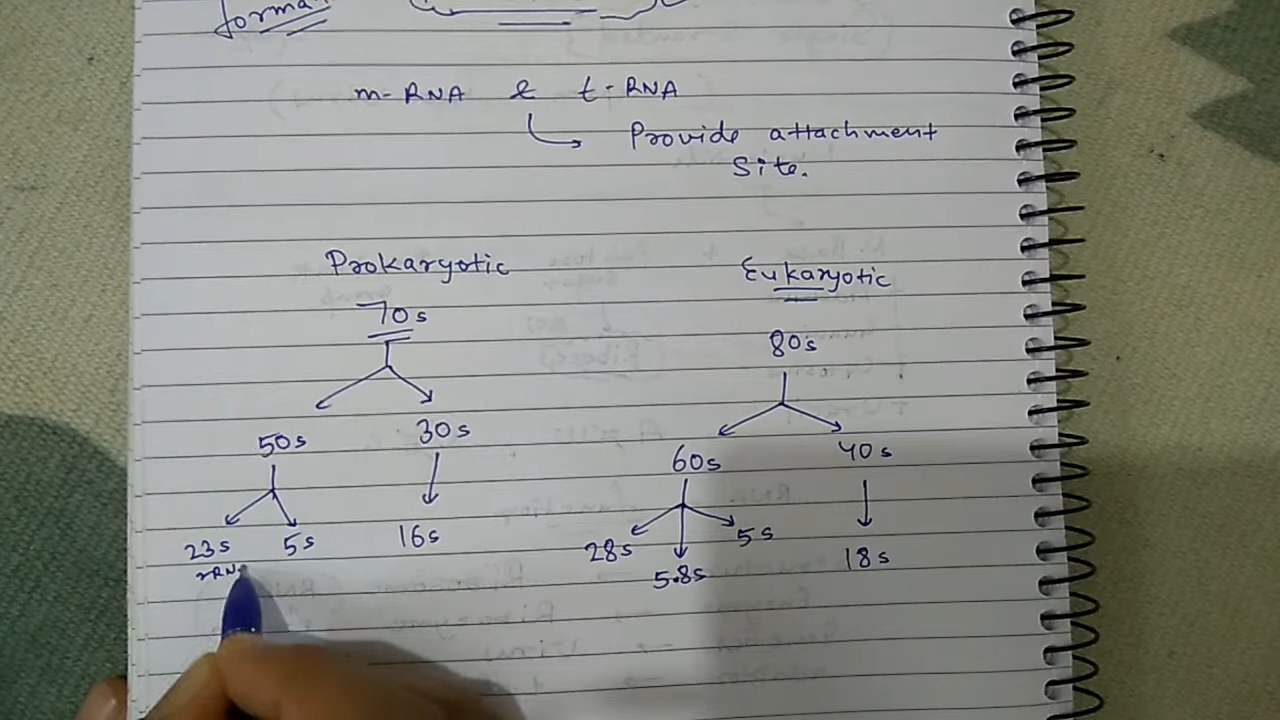 m-RNA & t-RNA
Provide attachment
Site.
Prokaryotic
70s
50s 30s
23s 5s 16s
Eukaryotic
80s
60s 40s
28s 5.8s 5s 18s